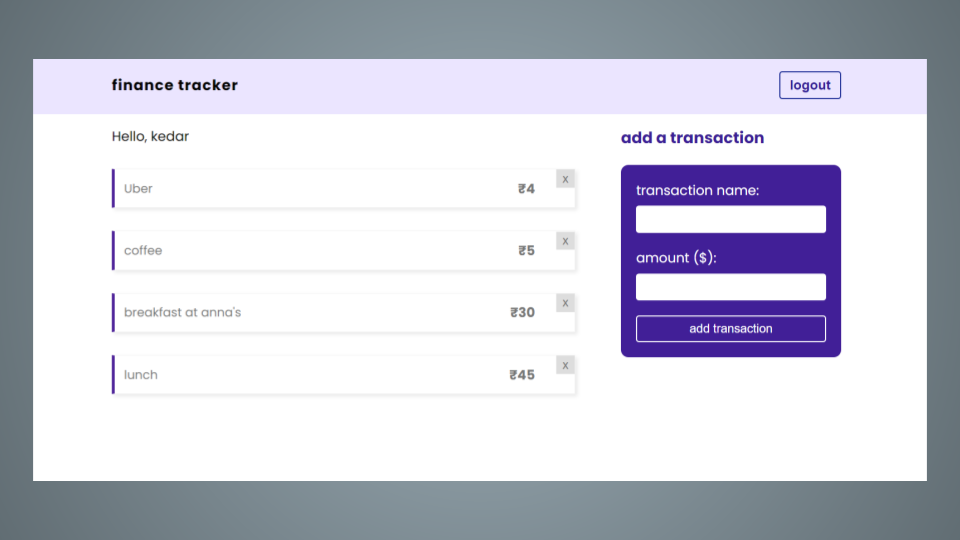 finance tracker
logout
Hello, kedar
Uber ₹4 x
coffee ₹5 x
breakfast at anna's ₹30 x
lunch ₹45 x
add a transaction
transaction name:
amount ($):
add transaction